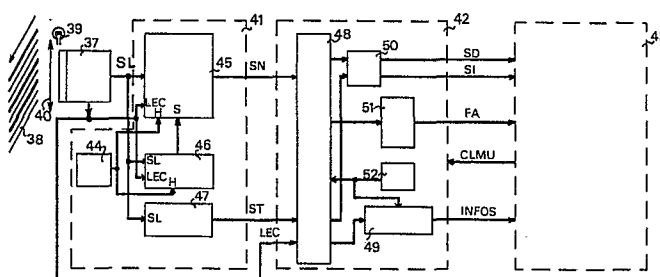 39
37
40
38
SL
41
45
LEC
H
S
44
SL
46
LEC
H
SL
47
SN
ST
LEC
42
48
50
51
52
49
SD
SI
FA
CLMU
INFOS